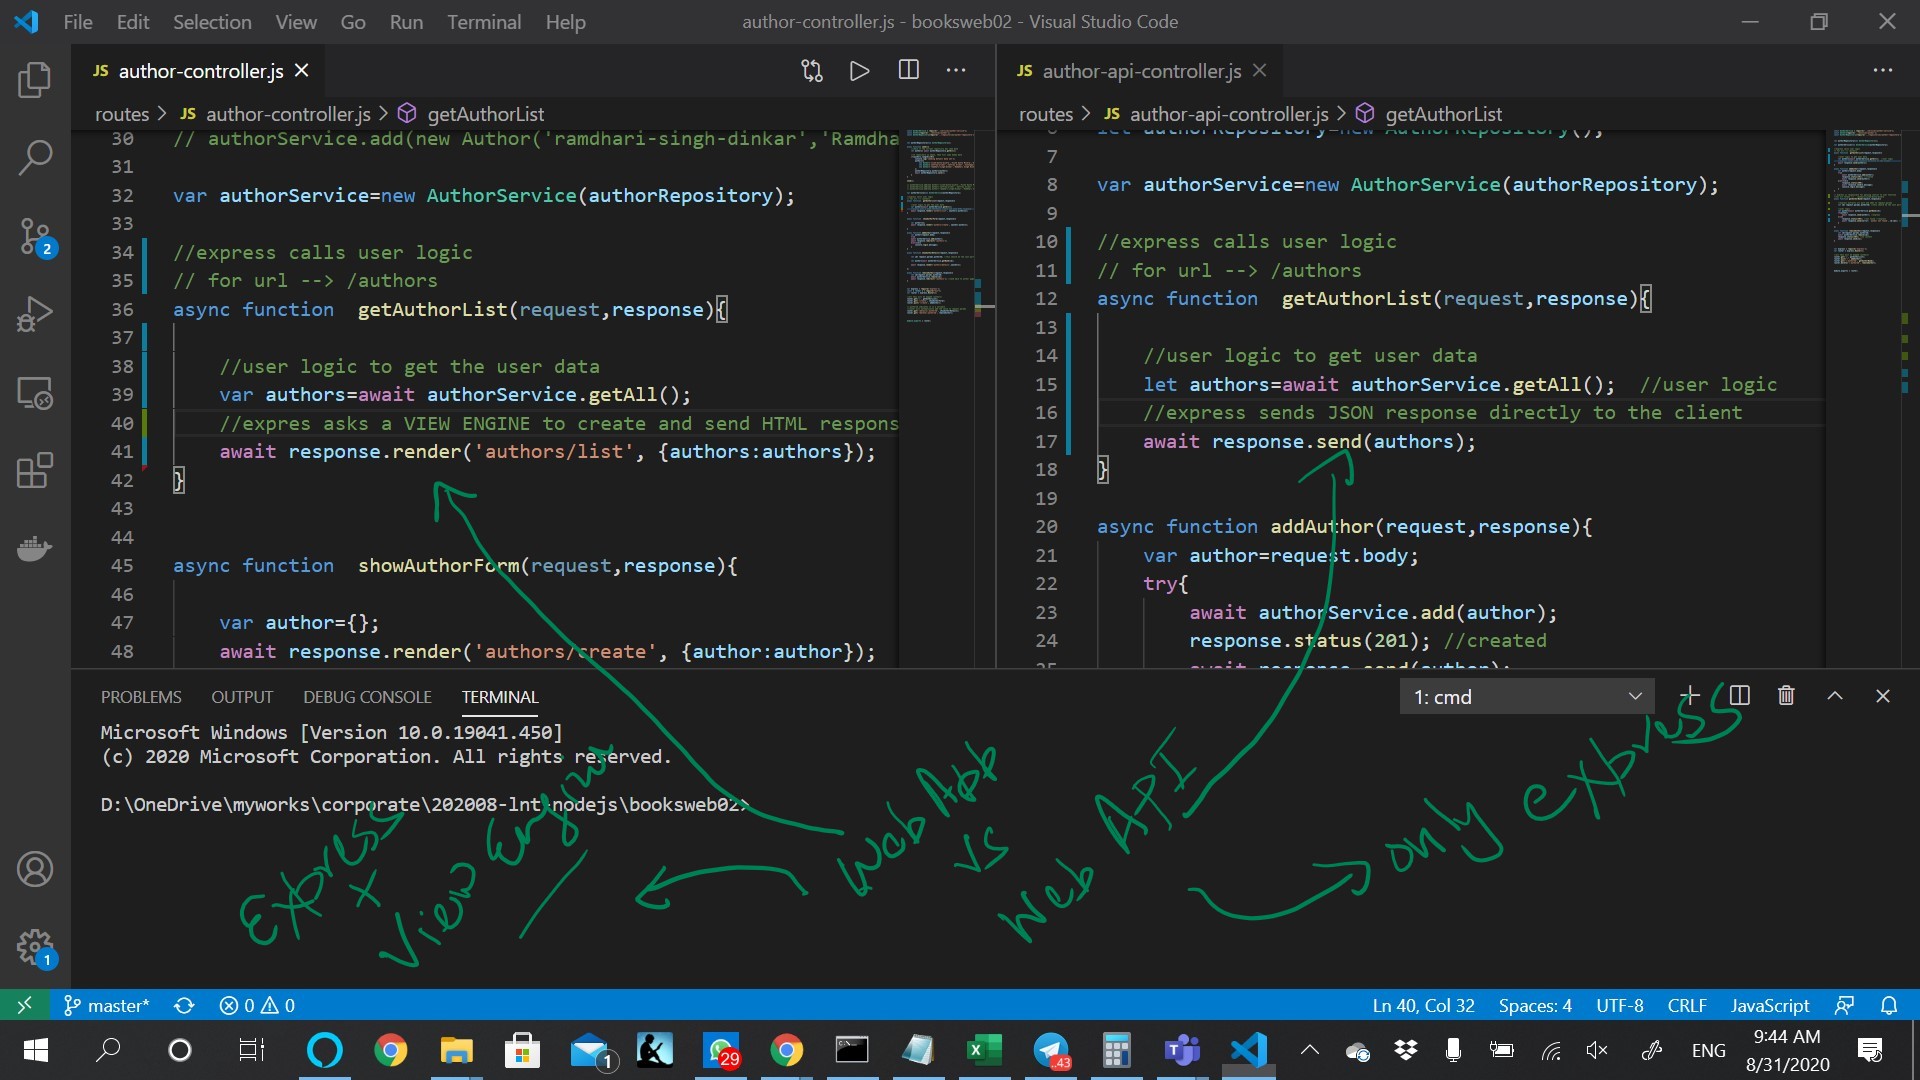 File Edit Selection View Go Run Terminal Help
author-controller.js - booksweb02 - Visual Studio Code
JS author-controller.js
routes > JS author-controller.js > getAuthorList
30 // authorService.add(new Author('ramdhari-singh-dinkar','Ramdha
31
32 var authorService=new AuthorService(authorRepository);
33
34 //express calls user logic
35 // for url --> /authors
36 async function  getAuthorList(request,response){
37
38 //user logic to get the user data
39 var authors=await authorService.getAll();
40 //expres asks a VIEW ENGINE to create and send HTML respons
41 await response.render('authors/list', {authors:authors});
42 }
43
44
45 async function  showAuthorForm(request,response){
46
47 var author={};
48 await response.render('authors/create', {author:author});
JS author-api-controller.js
routes > JS author-api-controller.js > getAuthorList
let authorRepository=new AuthorRepository();
7
8 var authorService=new AuthorService(authorRepository);
9
10 //express calls user logic
11 // for url --> /authors
12 async function  getAuthorList(request,response){
13
14 //user logic to get user data
15 let authors=await authorService.getAll();  //user logic
16 //express sends JSON response directly to the client
17 await response.send(authors);
18 }
19
20 async function addAuthor(request,response){
21 var author=request.body;
22 try{
23 await authorService.add(author);
24 response.status(201); //created
25 await response.send(author);
PROBLEMS OUTPUT DEBUG CONSOLE TERMINAL
1: cmd
Microsoft Windows [Version 10.0.19041.450]
(c) 2020 Microsoft Corporation. All rights reserved.
D:\OneDrive\myworks\corporate\202008-lnt-nodejs\booksweb02>
Express
+
View Engine
Web App
vs
Web API
only express
2
1
master* 0 0
Ln 40, Col 32 Spaces: 4 UTF-8 CRLF JavaScript
1
29
..43
ENG
9:44 AM
8/31/2020